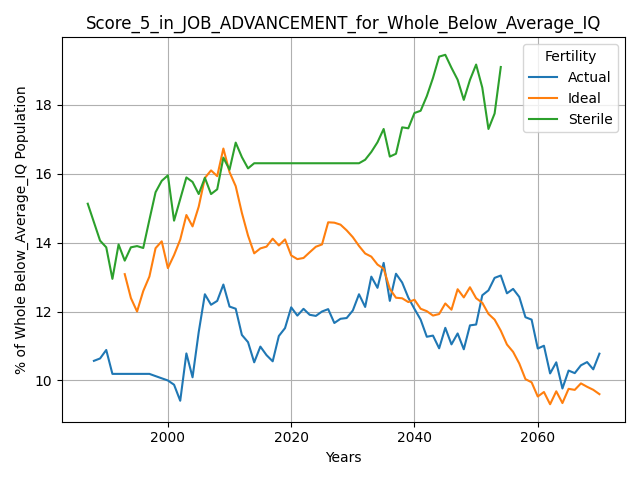 Score_5_in_JOB_ADVANCEMENT_for_Whole_Below_Average_IQ
% of Whole Below_Average_IQ Population
18
16
14
12
10
Fertility
Actual
Ideal
Sterile
2000
2020
2040
2060
Years